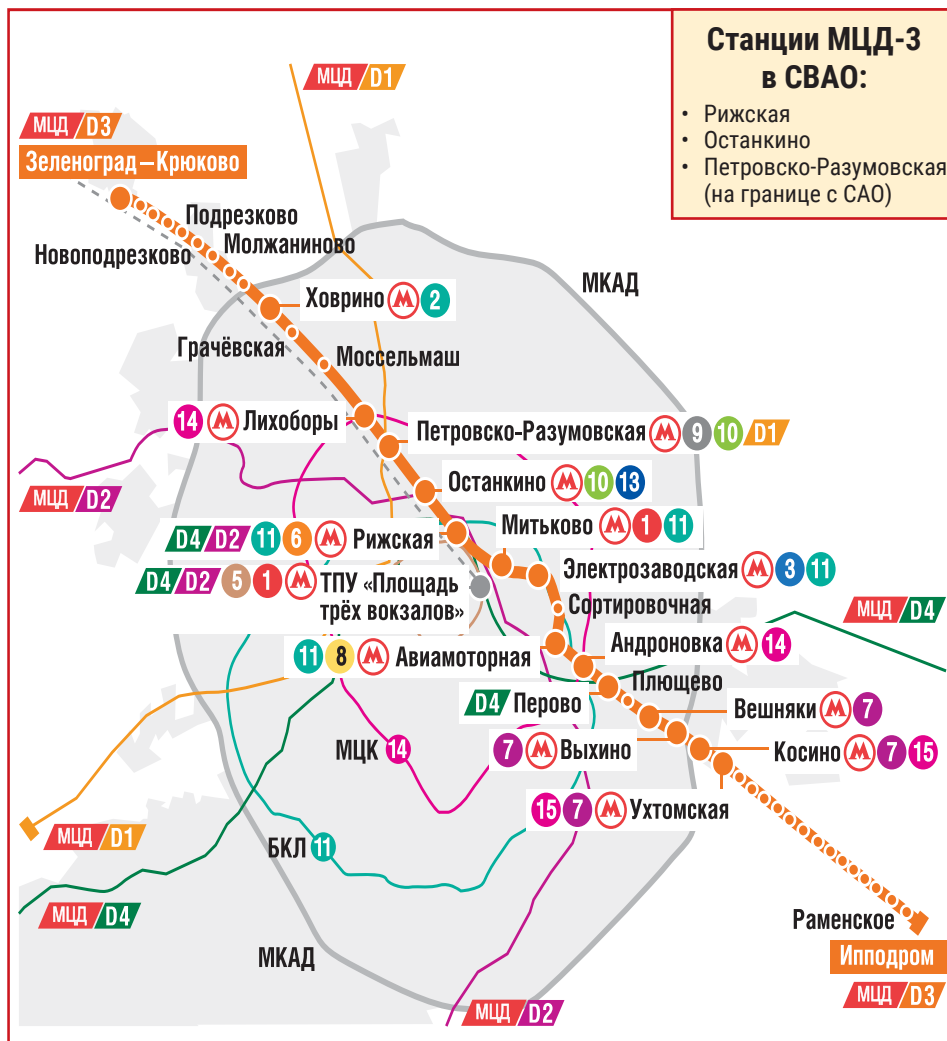 Станции МЦД-3
в СВАО:
• Рижская
• Останкино
• Петровско-Разумовская
(на границе с САО)
МЦД D1
МЦД D3
Зеленоград–Крюково
Подрезково
Молжаниново
Новоподрезково
МКАД
Ховрино М 2
Грачёвская
Моссельмаш
14 М Лихоборы
Петровско-Разумовская М 9 10 D1
Останкино М 10 13
МЦД D2
Митьково М 1 11
D4 D2 11 6 М Рижская
Электрозаводская М 3 11
D4 D2 5 1 М ТПУ «Площадь
трёх вокзалов»
Сортировочная
МЦД D4
Андроновка М 14
11 8 М Авиамоторная
Плющево
D4 Перово
Вешняки М 7
МЦК 14
7 М Выхино
Косино М 7 15
15 7 М Ухтомская
МЦД D1
БКЛ 11
МЦД D4
Раменское
МКАД
Ипподром
МЦД D3
МЦД D2